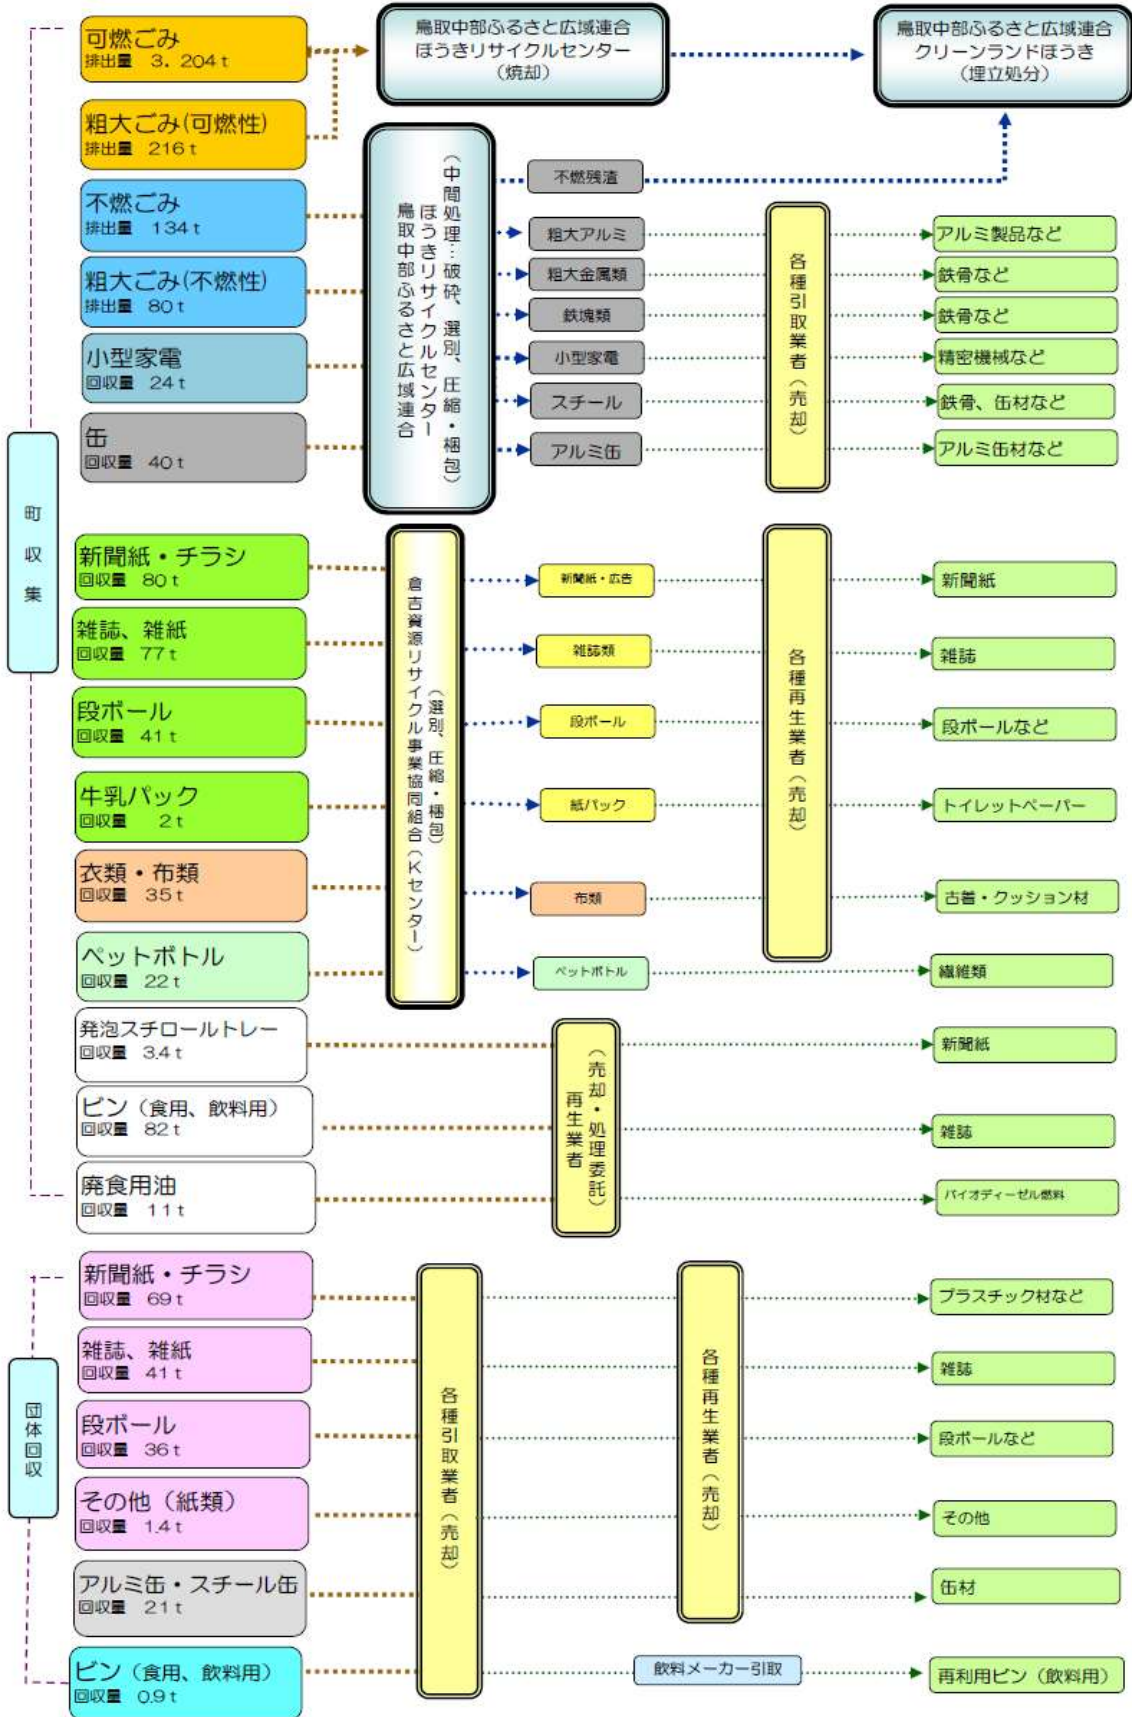 可燃ごみ
排出量 3．204ｔ
鳥取中部ふるさと広域連合
ほうきリサイクルセンター
（焼却）
鳥取中部ふるさと広域連合
クリーンランドほうき
（埋立処分）
粗大ごみ(可燃性)
排出量 216ｔ
不燃ごみ
排出量 134ｔ
粗大ごみ(不燃性)
排出量 80ｔ
小型家電
回収量 24ｔ
缶
回収量 40ｔ
鳥取中部ふるさと広域連合
ほうきリサイクルセンター
（中間処理：破砕、選別、圧縮・梱包）
不燃残渣
粗大アルミ
粗大金属類
鉄塊類
小型家電
スチール
アルミ缶
各種引取業者（売却）
アルミ製品など
鉄骨など
鉄骨など
精密機械など
鉄骨、缶材など
アルミ缶材など
町収集
新聞紙・チラシ
回収量 80ｔ
雑誌、雑紙
回収量 77ｔ
段ボール
回収量 41ｔ
牛乳パック
回収量 2ｔ
衣類・布類
回収量 35ｔ
ペットボトル
回収量 22ｔ
倉吉資源リサイクル事業協同組合（Kセンター）
（選別、圧縮・梱包）
新聞紙・広告
雑誌類
段ボール
紙パック
布類
ペットボトル
各種再生業者（売却）
新聞紙
雑誌
段ボールなど
トイレットペーパー
古着・クッション材
繊維類
発泡スチロールトレー
回収量 3.4ｔ
ビン（食用、飲料用）
回収量 82ｔ
廃食用油
回収量 11ｔ
再生業者
（売却・処理委託）
新聞紙
雑誌
バイオディーゼル燃料
団体回収
新聞紙・チラシ
回収量 69ｔ
雑誌、雑紙
回収量 41ｔ
段ボール
回収量 36ｔ
その他（紙類）
回収量 1.4ｔ
アルミ缶・スチール缶
回収量 21ｔ
ビン（食用、飲料用）
回収量 0.9ｔ
各種引取業者（売却）
各種再生業者（売却）
飲料メーカー引取
プラスチック材など
雑誌
段ボールなど
その他
缶材
再利用ビン（飲料用）